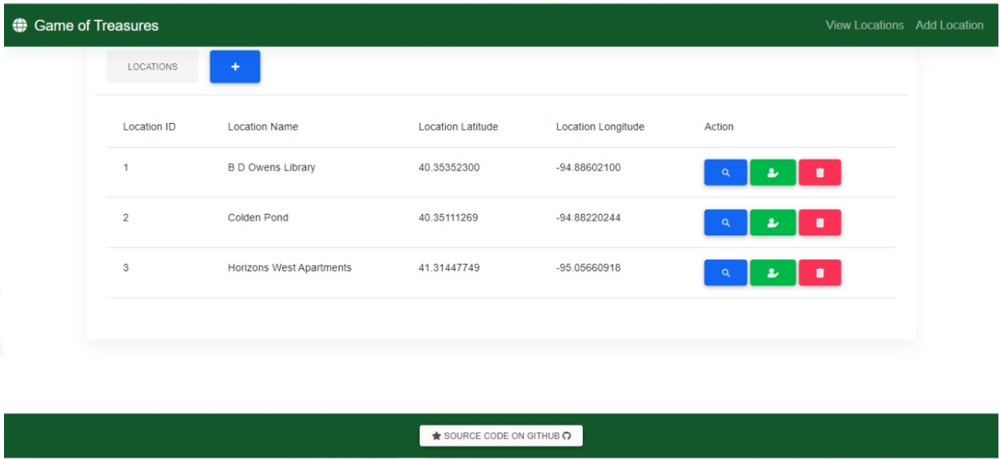 Game of Treasures View Locations Add Location
LOCATIONS +
Location ID Location Name Location Latitude Location Longitude Action
1 B D Owens Library 40.35352300 -94.88602100
2 Colden Pond 40.35111269 -94.88220244
3 Horizons West Apartments 41.31447749 -95.05660918
SOURCE CODE ON GITHUB